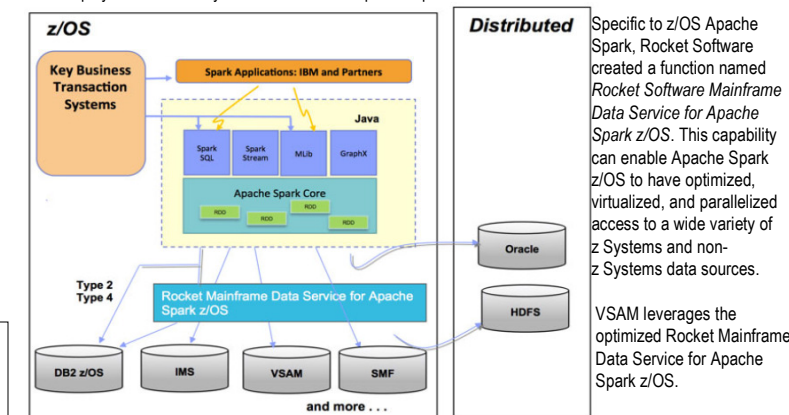 z/OS
Distributed
Key Business
Transaction
Systems
Spark Applications: IBM and Partners
Java
Spark
SQL
Spark
Stream
MLib
GraphX
Apache Spark Core
RDD
RDD
RDD
RDD
Type 2
Type 4
Rocket Mainframe Data Service for Apache
Spark z/OS
DB2 z/OS
IMS
VSAM
SMF
and more . . .
Oracle
HDFS
Specific to z/OS Apache
Spark, Rocket Software
created a function named
Rocket Software Mainframe
Data Service for Apache
Spark z/OS. This capability
can enable Apache Spark
z/OS to have optimized,
virtualized, and parallelized
access to a wide variety of
z Systems and non-
z Systems data sources.
VSAM leverages the
optimized Rocket Mainframe
Data Service for Apache
Spark z/OS.